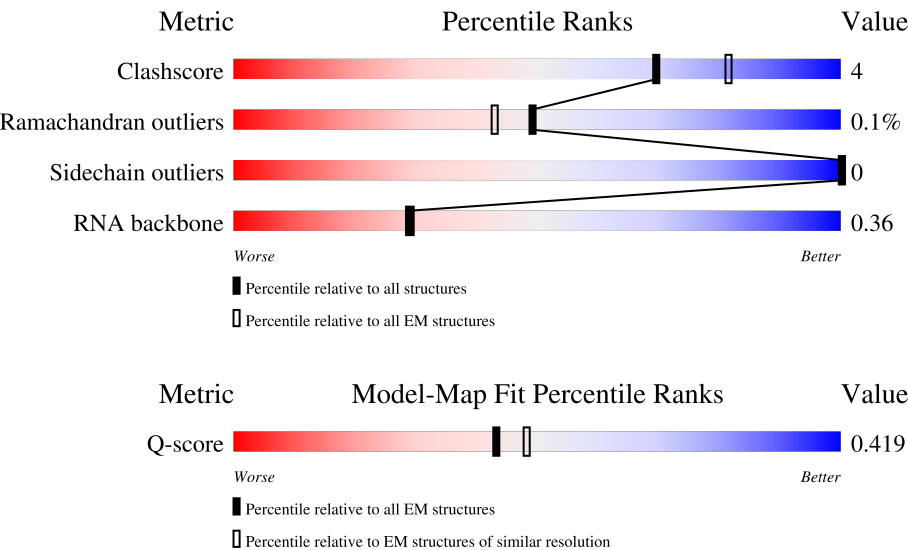 Metric Percentile Ranks Value
Clashscore 4
Ramachandran outliers 0.1%
Sidechain outliers 0
RNA backbone 0.36
Worse Better
Percentile relative to all structures
Percentile relative to all EM structures
Metric Model-Map Fit Percentile Ranks Value
Q-score 0.419
Worse Better
Percentile relative to all EM structures
Percentile relative to EM structures of similar resolution